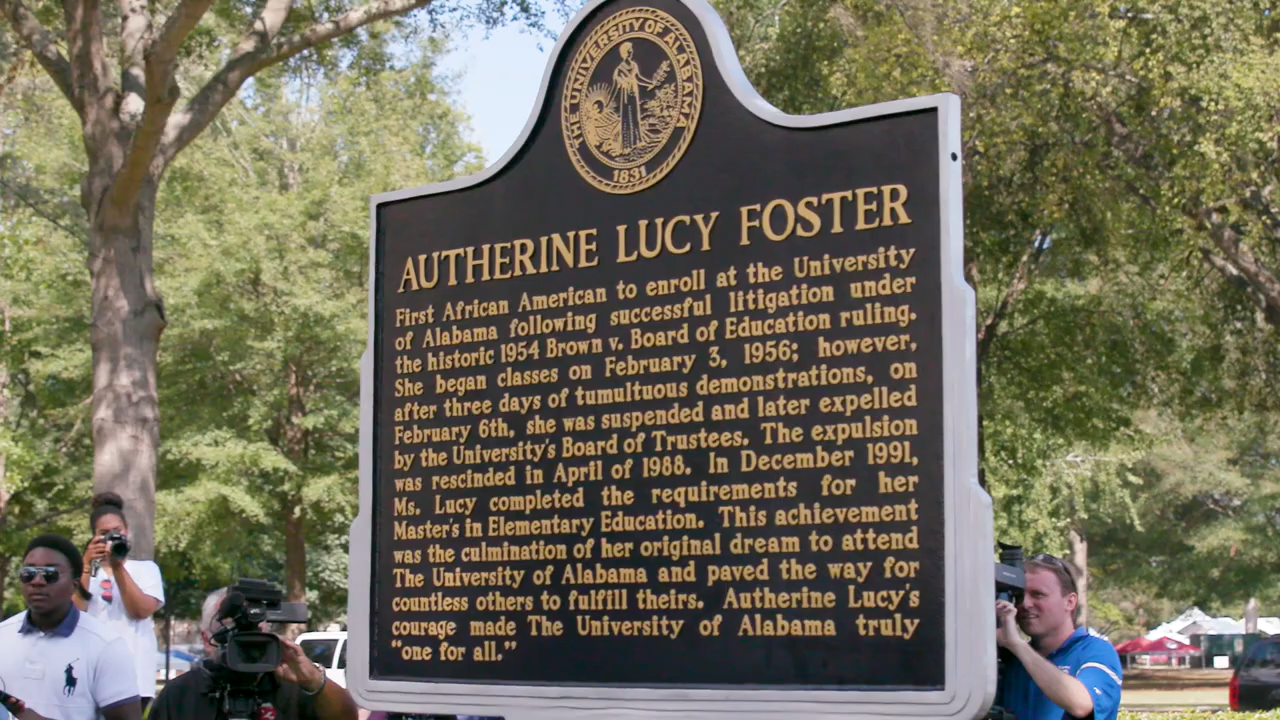 THE UNIVERSITY OF ALABAMA
1831
AUTHERINE LUCY FOSTER
First African American to enroll at the University
of Alabama following successful litigation under
the historic 1954 Brown v. Board of Education ruling.
She began classes on February 3, 1956; however,
after three days of tumultuous demonstrations, on
February 6th, she was suspended and later expelled
by the University's Board of Trustees. The expulsion
was rescinded in April of 1988. In December 1991,
Ms. Lucy completed the requirements for her
Master's in Elementary Education. This achievement
was the culmination of her original dream to attend
The University of Alabama and paved the way for
countless others to fulfill theirs. Autherine Lucy's
courage made The University of Alabama truly
“one for all.”